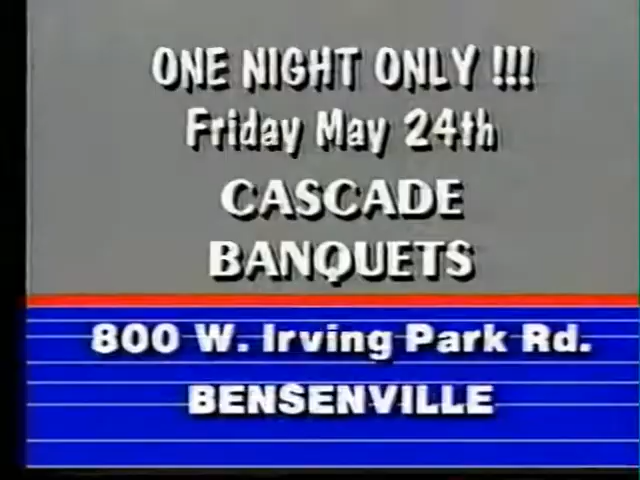 ONE NIGHT ONLY !!!
Friday May 24th
CASCADE
BANQUETS
800 W. Irving Park Rd.
BENSENVILLE